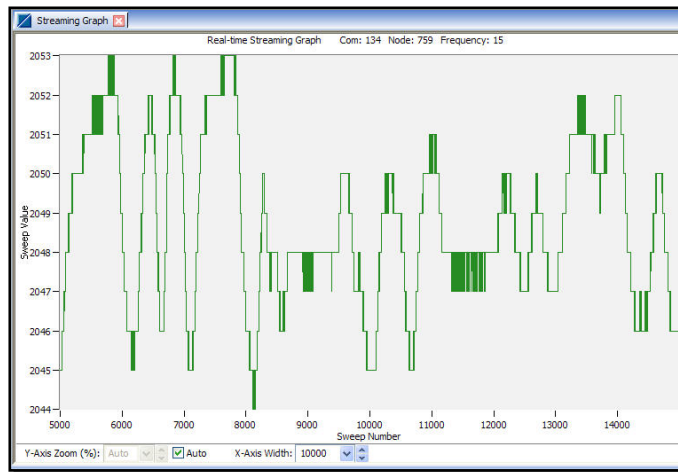 Streaming Graph
Real-time Streaming Graph Com: 134 Node: 759 Frequency: 15
2053
2052
2051
2050
2049
2048
2047
2046
2045
2044
Sweep Value
5000 6000 7000 8000 9000 10000 11000 12000 13000 14000
Sweep Number
Y-Axis Zoom (%): Auto Auto X-Axis Width: 10000